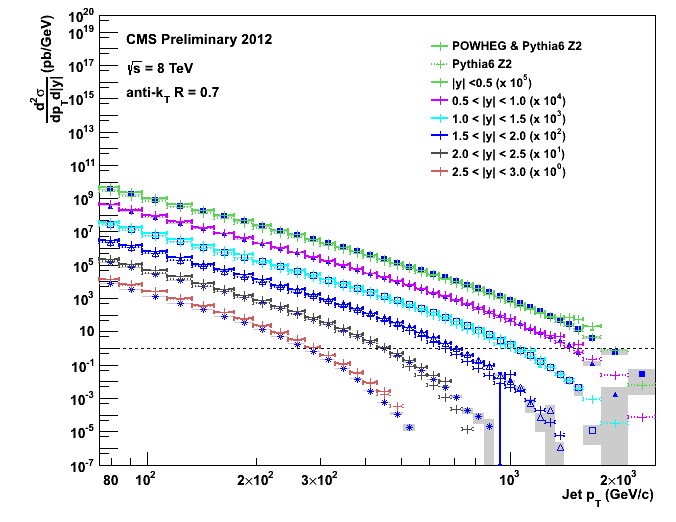 CMS Preliminary 2012
√s = 8 TeV
anti-k_T R = 0.7
POWHEG & Pythia6 Z2
Pythia6 Z2
|y| <0.5 (x 10^5)
0.5 < |y| < 1.0 (x 10^4)
1.0 < |y| < 1.5 (x 10^3)
1.5 < |y| < 2.0 (x 10^2)
2.0 < |y| < 2.5 (x 10^1)
2.5 < |y| < 3.0 (x 10^0)
d^2σ/dp_Td|y| (pb/GeV)
10^20
10^19
10^17
10^15
10^13
10^11
10^9
10^7
10^5
10^3
10
10^-1
10^-3
10^-5
10^-7
80 10^2 2×10^2 3×10^2 10^3 2×10^3
Jet p_T (GeV/c)